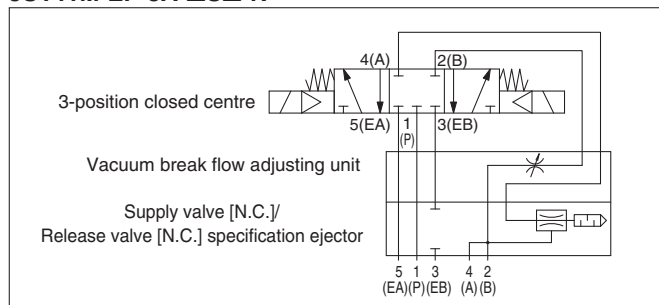 4(A) 2(B)
3-position closed centre
5(EA) 1 3(EB)
(P)
Vacuum break flow adjusting unit
Supply valve [N.C.]/
Release valve [N.C.] specification ejector
5 1 3 4 2
(EA) (P) (EB) (A) (B)